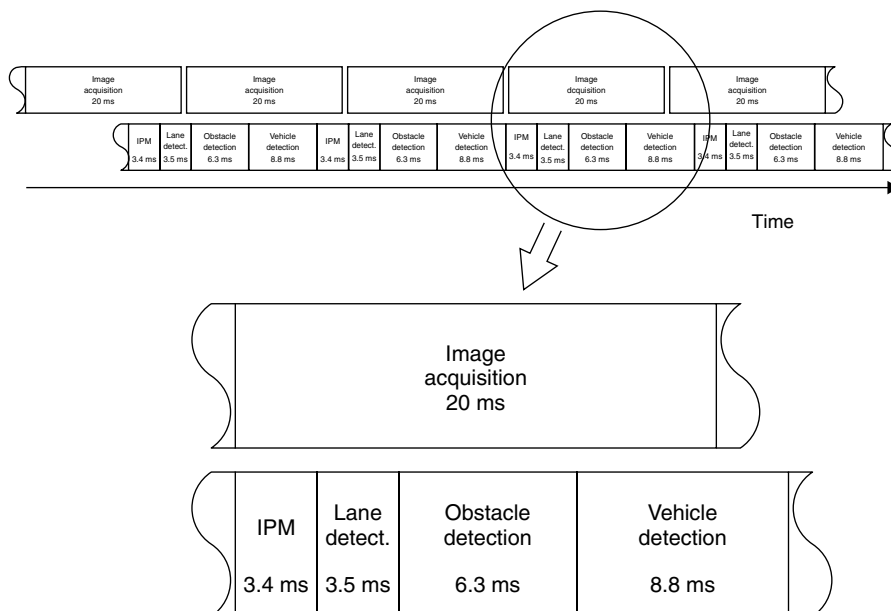 Image
acquisition
20 ms
Image
acquisition
20 ms
Image
acquisition
20 ms
Image
dcquisition
20 ms
Image
acquisition
20 ms
IPM
3.4 ms
Lane
detect.
3.5 ms
Obstacle
detection
6.3 ms
Vehicle
detection
8.8 ms
IPM
3.4 ms
Lane
detect.
3.5 ms
Obstacle
detection
6.3 ms
Vehicle
detection
8.8 ms
IPM
3.4 ms
Lane
detect.
3.5 ms
Obstacle
detection
6.3 ms
Vehicle
detection
8.8 ms
IPM
3.4 ms
Lane
detect.
3.5 ms
Obstacle
detection
6.3 ms
Vehicle
detection
8.8 ms
Time
Image
acquisition
20 ms
IPM
3.4 ms
Lane
detect.
3.5 ms
Obstacle
detection
6.3 ms
Vehicle
detection
8.8 ms